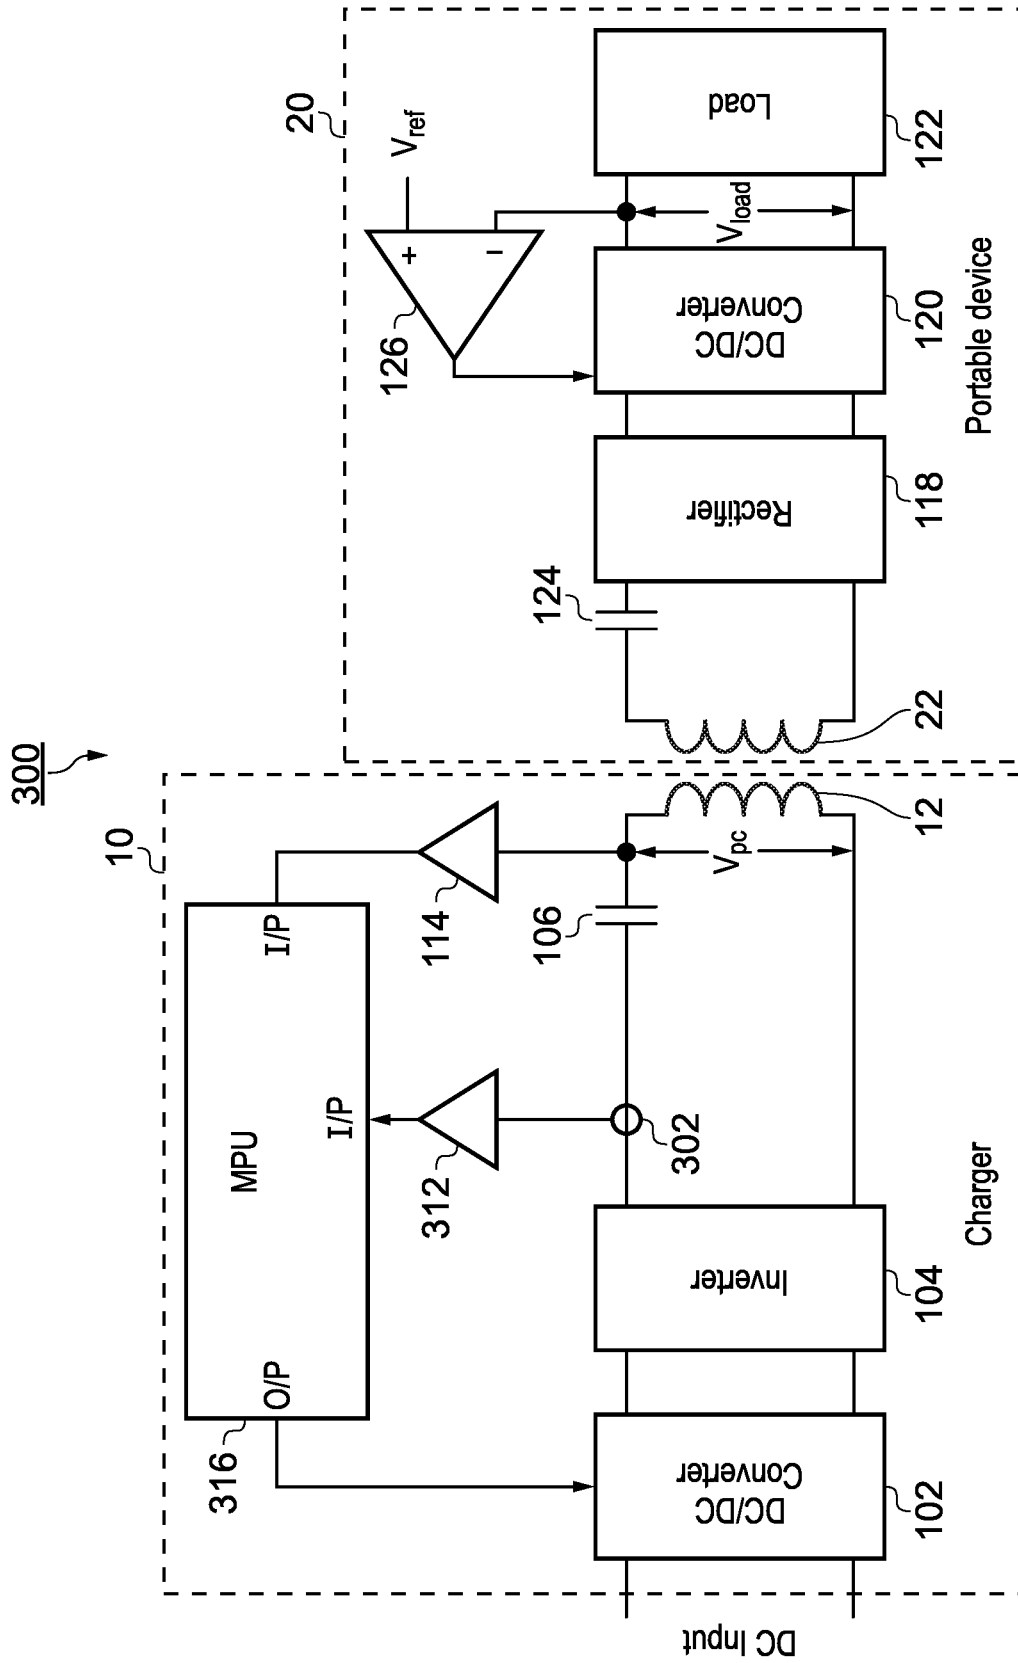 300
10
20
MPU
I/P
I/P
O/P
316
312
114
302
106
V_pc
12
22
124
126
V_ref
+
−
V_load
DC Input
DC/DC
Converter
102
Inverter
104
Rectifier
118
DC/DC
Converter
120
Load
122
Charger
Portable device